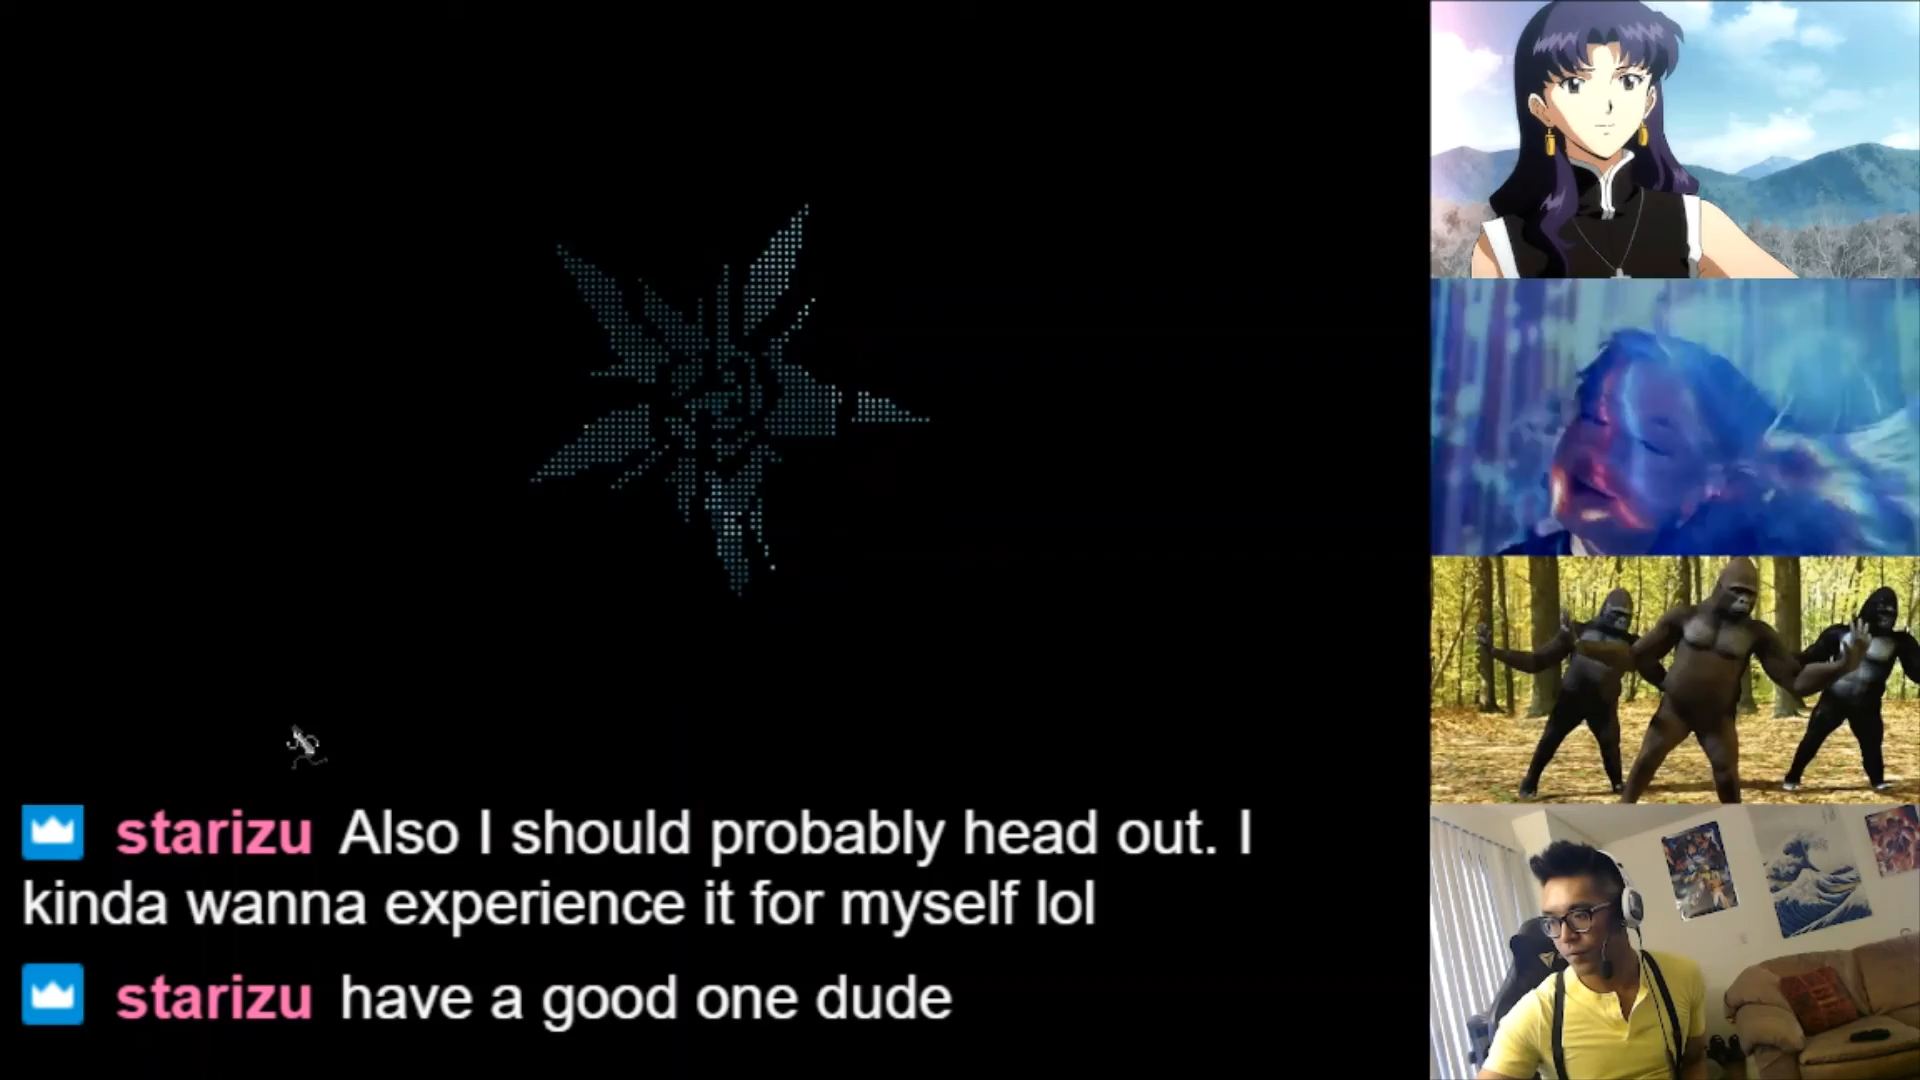 starizu Also I should probably head out. I
kinda wanna experience it for myself lol
starizu have a good one dude